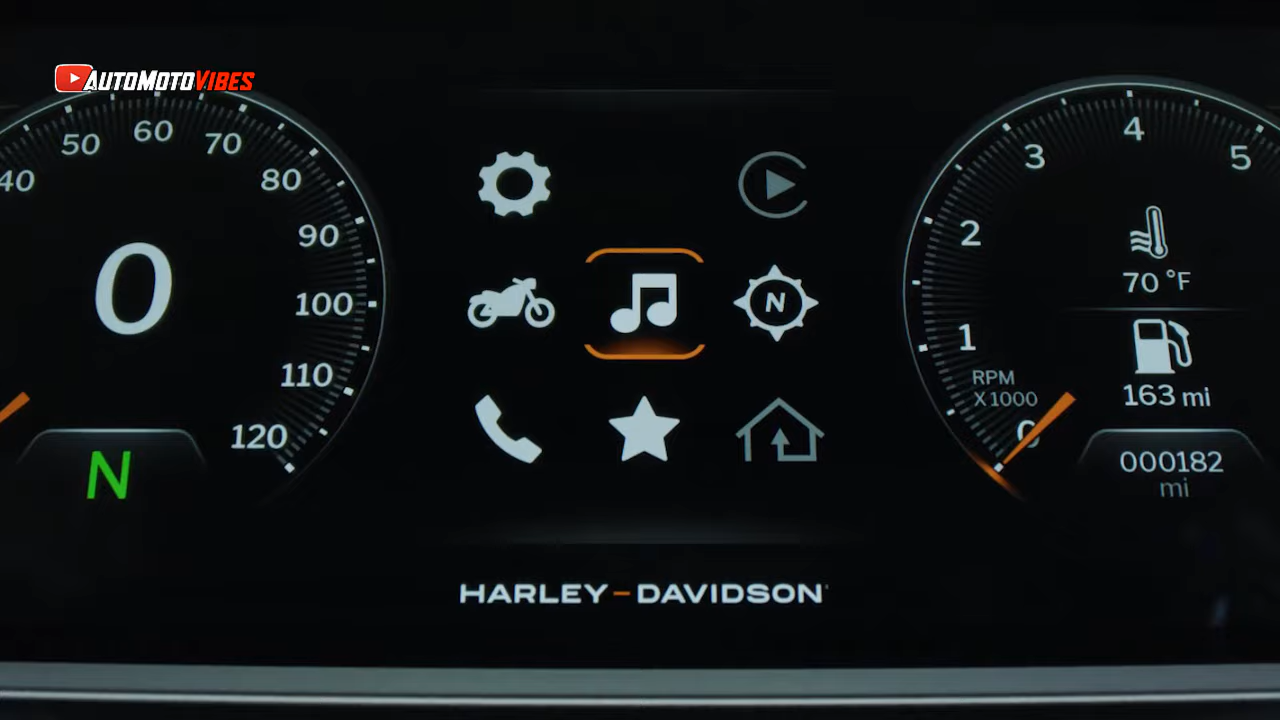 AUTOMOTOVIBES
40
50
60
70
80
90
100
110
120
0
N
N
HARLEY-DAVIDSON
0
1
2
3
4
5
RPM
X1000
70 °F
163 mi
000182
mi